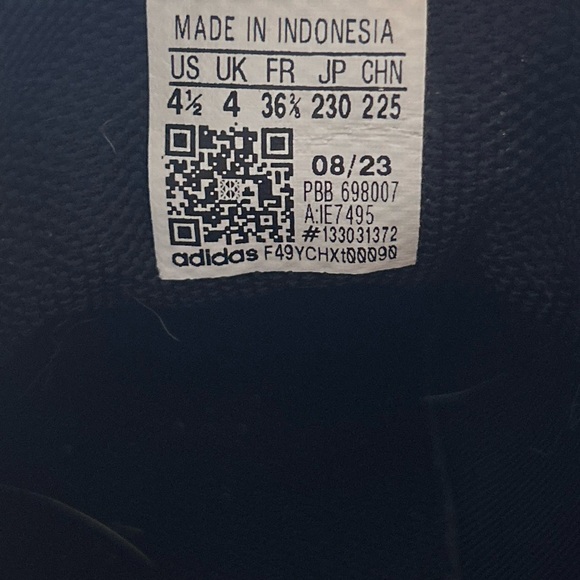 MADE IN INDONESIA
US UK FR JP CHN
4½ 4 36⅔ 230 225
08/23
PBB 698007
A:IE7495
#133031372
adidas F49YCHXt00090